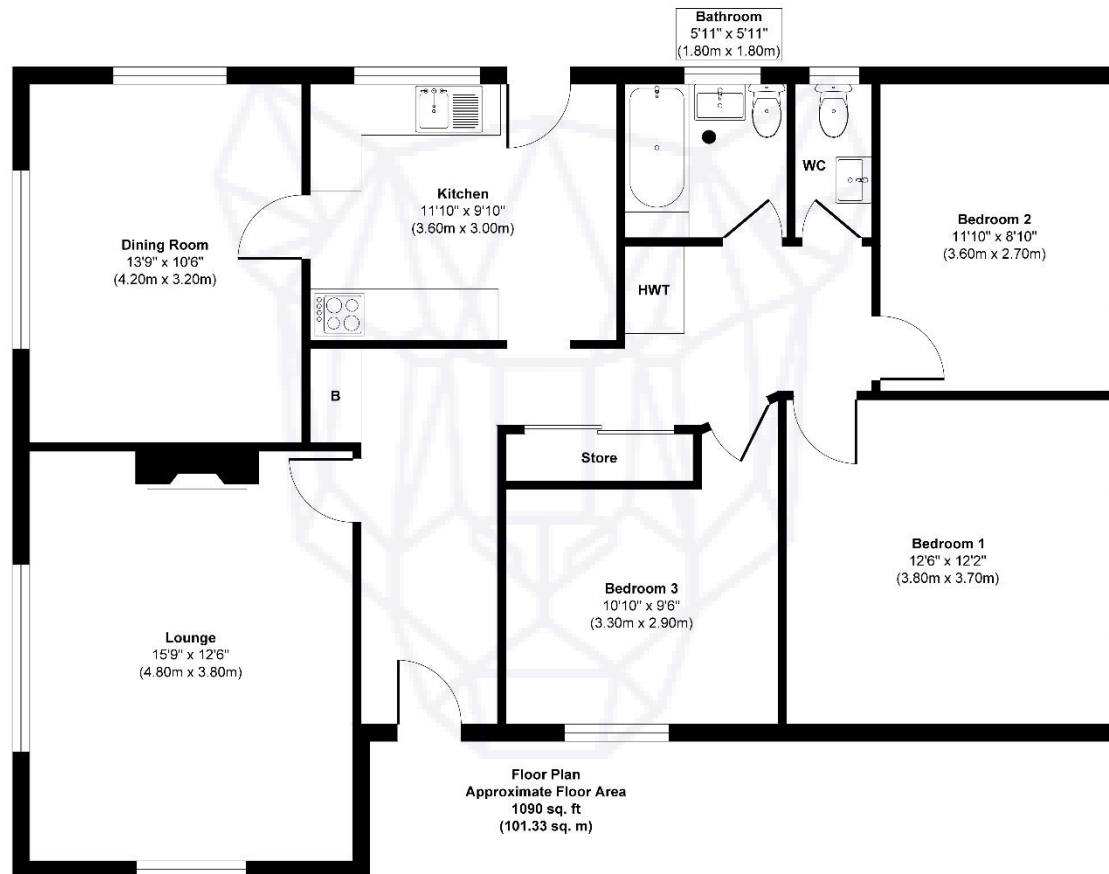 Bathroom
5'11" x 5'11"
(1.80m x 1.80m)
Kitchen
11'10" x 9'10"
(3.60m x 3.00m)
WC
Bedroom 2
11'10" x 8'10"
(3.60m x 2.70m)
Dining Room
13'9" x 10'6"
(4.20m x 3.20m)
HWT
B
Store
Bedroom 1
12'6" x 12'2"
(3.80m x 3.70m)
Bedroom 3
10'10" x 9'6"
(3.30m x 2.90m)
Lounge
15'9" x 12'6"
(4.80m x 3.80m)
Floor Plan
Approximate Floor Area
1090 sq. ft
(101.33 sq. m)